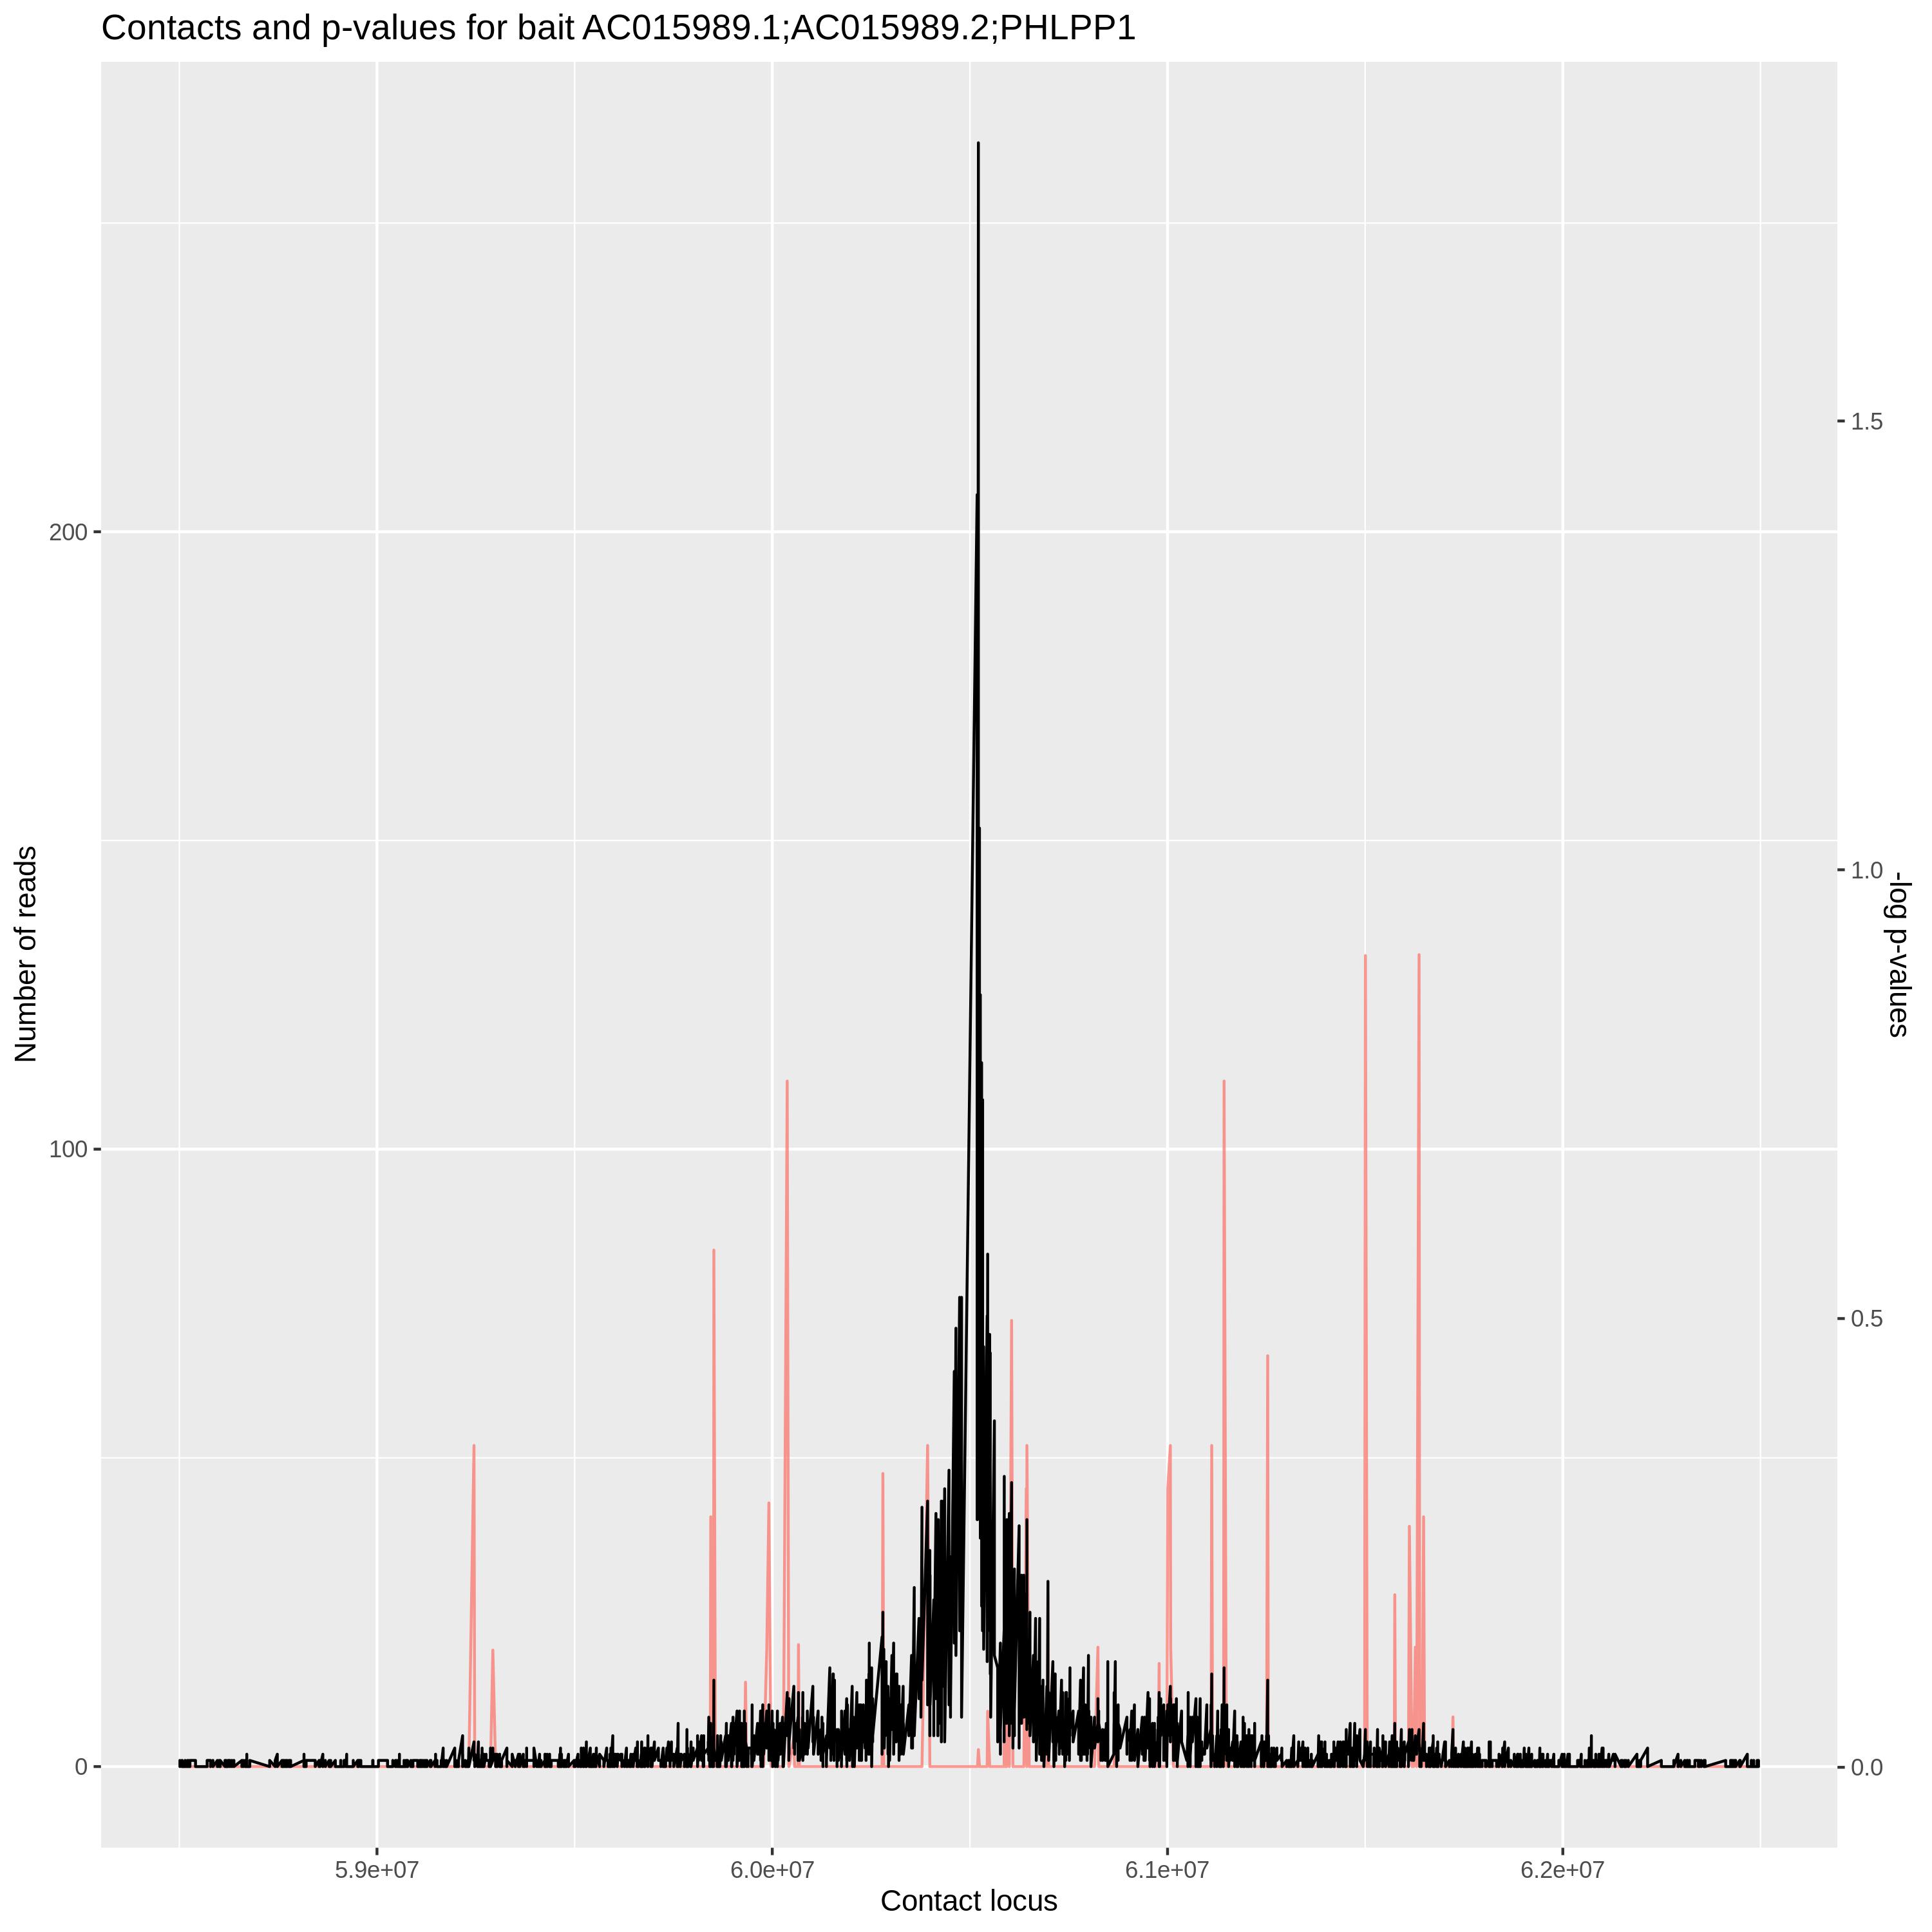 Contacts and p-values for bait AC015989.1;AC015989.2;PHLPP1
200
100
0
Number of reads
1.5
1.0
0.5
0.0
-log p-values
5.9e+07
6.0e+07
6.1e+07
6.2e+07
Contact locus